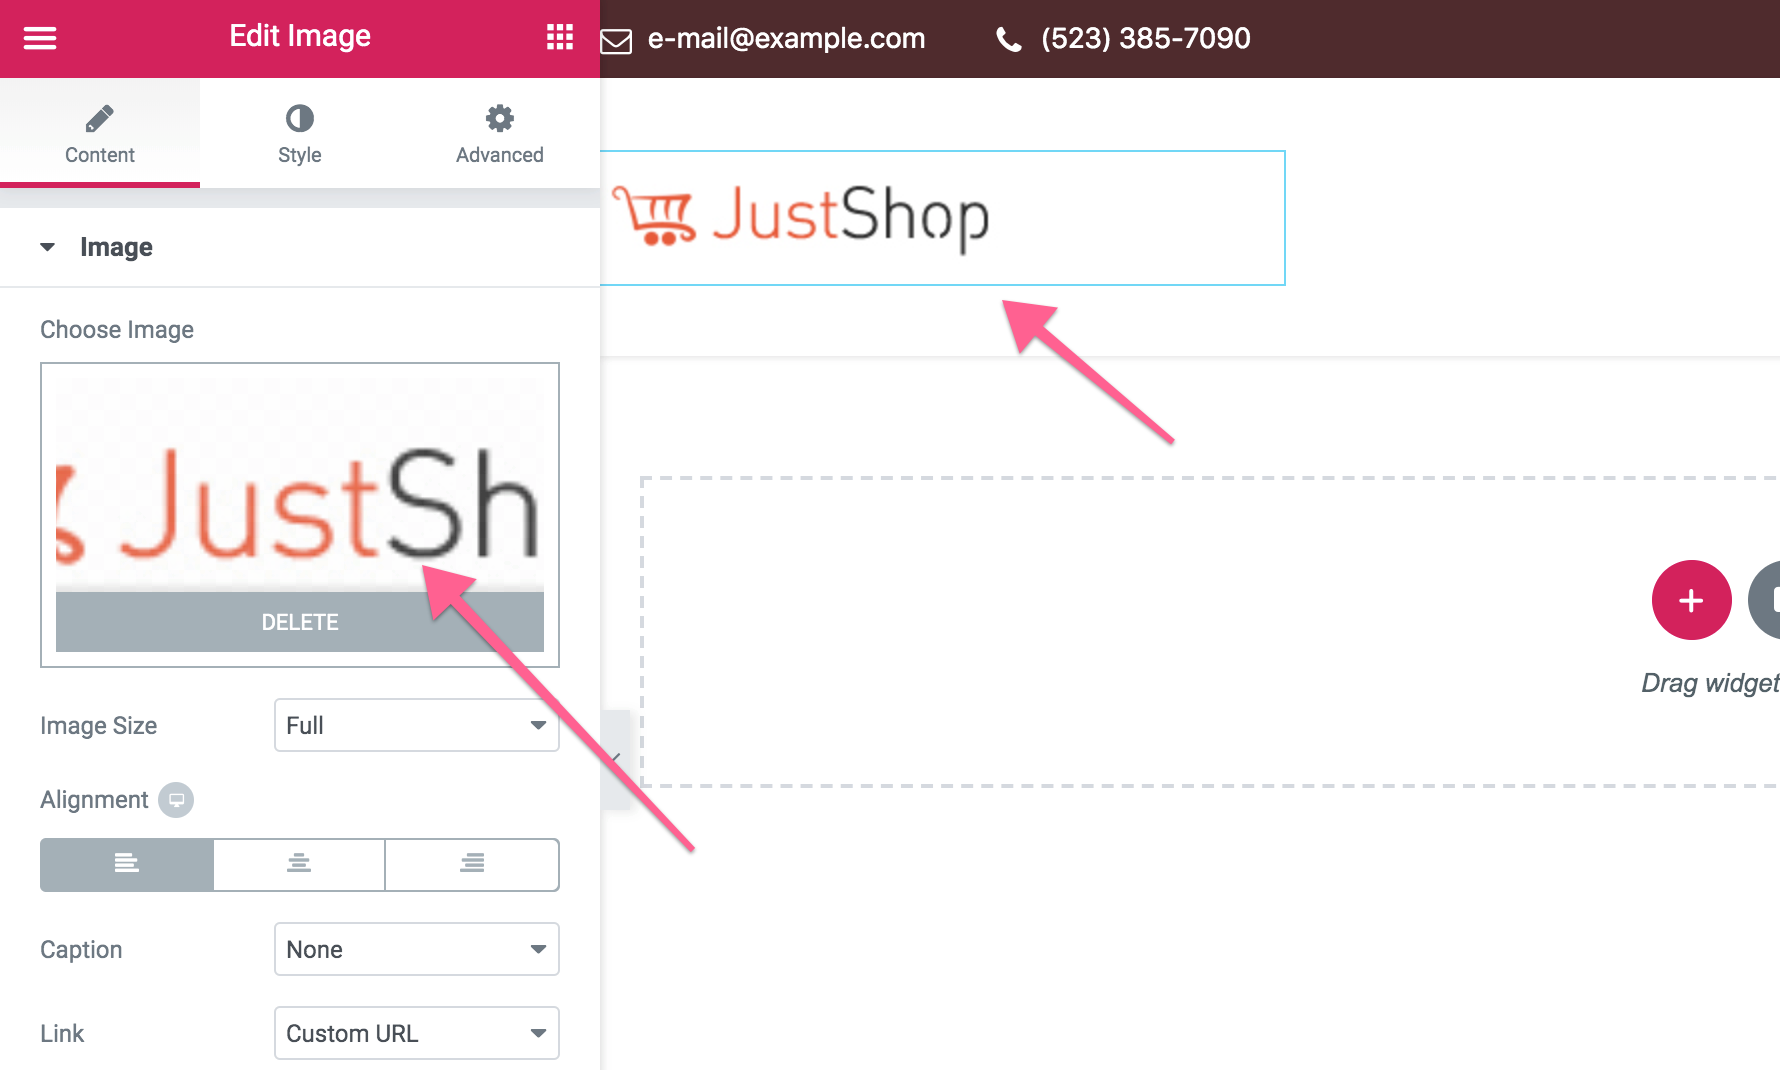 Edit Image
e-mail@example.com
(523) 385-7090
Content
Style
Advanced
JustShop
Image
Choose Image
JustSh
DELETE
Image Size
Full
Drag widget
Alignment
Caption
None
Link
Custom URL